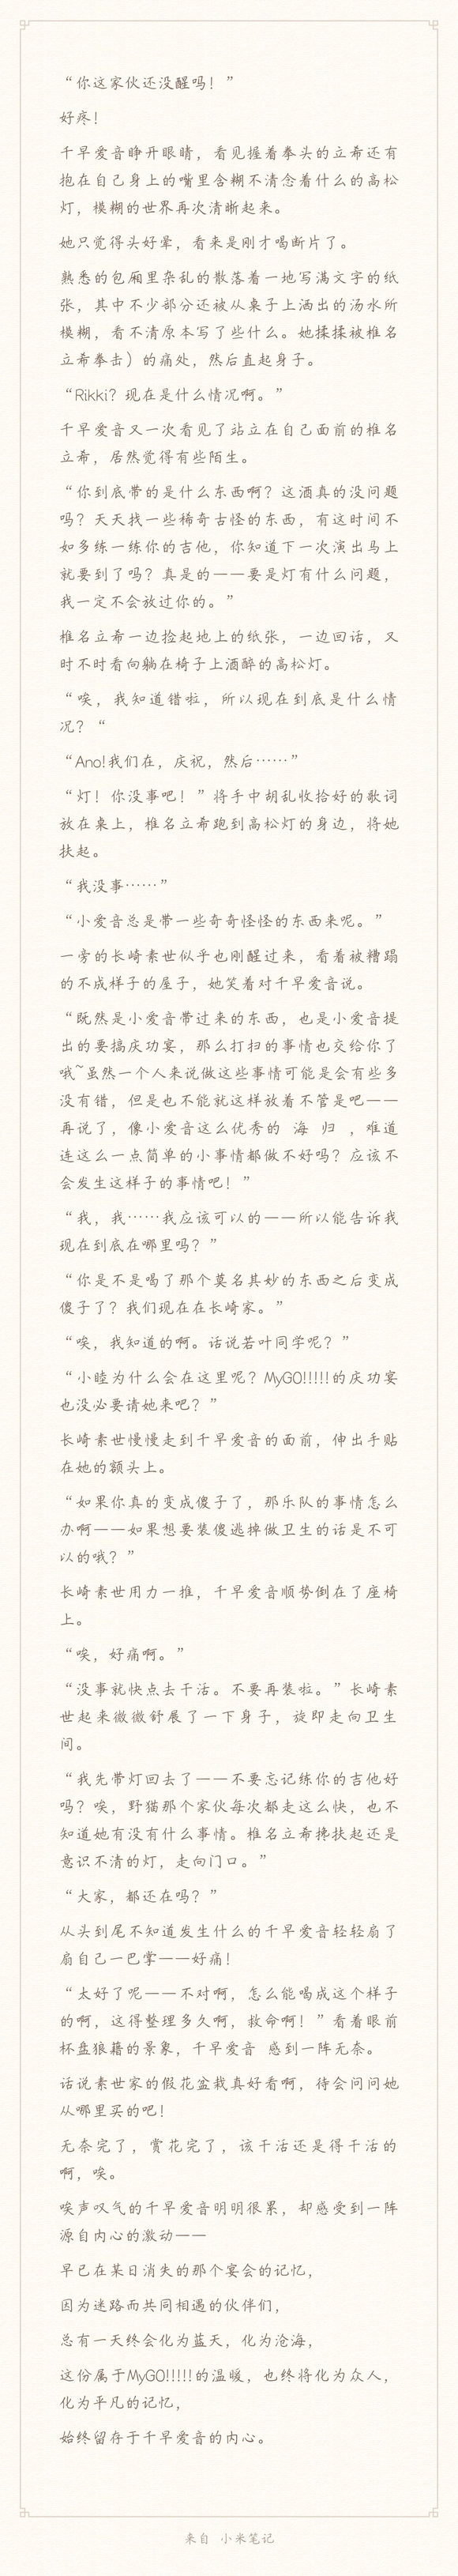 “你这家伙还没醒吗！”
好疼！
千早爱音睁开眼睛，看见握着拳头的立希还有
抱在自己身上的嘴里含糊不清念着什么的高松
灯，模糊的世界再次清晰起来。
她只觉得头好晕，看来是刚才喝断片了。
熟悉的包厢里杂乱的散落着一地写满文字的纸
张，其中不少部分还被从桌子上洒出的汤水所
模糊，看不清原本写了些什么。她揉揉被椎名
立希拳击）的痛处，然后直起身子。
“Rikki？现在是什么情况啊。”
千早爱音又一次看见了站立在自己面前的椎名
立希，居然觉得有些陌生。
“你到底带的是什么东西啊？这酒真的没问题
吗？天天找一些稀奇古怪的东西，有这时间不
如多练一练你的吉他，你知道下一次演出马上
就要到了吗？真是的——要是灯有什么问题，
我一定不会放过你的。”
椎名立希一边捡起地上的纸张，一边回话，又
时不时看向躺在椅子上酒醉的高松灯。
“唉，我知道错啦，所以现在到底是什么情
况？“
“Ano!我们在，庆祝，然后……”
“灯！你没事吧！”将手中胡乱收拾好的歌词
放在桌上，椎名立希跑到高松灯的身边，将她
扶起。
“我没事……”
“小爱音总是带一些奇奇怪怪的东西来呢。”
一旁的长崎素世似乎也刚醒过来，看着被糟蹋
的不成样子的屋子，她笑着对千早爱音说。
“既然是小爱音带过来的东西，也是小爱音提
出的要搞庆功宴，那么打扫的事情也交给你了
哦~虽然一个人来说做这些事情可能是会有些多
没有错，但是也不能就这样放着不管是吧——
再说了，像小爱音这么优秀的 海 归 ，难道
连这么一点简单的小事情都做不好吗？应该不
会发生这样子的事情吧！”
“我，我……我应该可以的——所以能告诉我
现在到底在哪里吗？”
“你是不是喝了那个莫名其妙的东西之后变成
傻子了？我们现在在长崎家。”
“唉，我知道的啊。话说若叶同学呢？”
“小睦为什么会在这里呢？MyGO!!!!!的庆功宴
也没必要请她来吧？”
长崎素世慢慢走到千早爱音的面前，伸出手贴
在她的额头上。
“如果你真的变成傻子了，那乐队的事情怎么
办啊——如果想要装傻逃掉做卫生的话是不可
以的哦？”
长崎素世用力一推，千早爱音顺势倒在了座椅
上。
“唉，好痛啊。”
“没事就快点去干活。不要再装啦。”长崎素
世起来微微舒展了一下身子，旋即走向卫生
间。
“我先带灯回去了——不要忘记练你的吉他好
吗？唉，野猫那个家伙每次都走这么快，也不
知道她有没有什么事情。椎名立希搀扶起还是
意识不清的灯，走向门口。”
“大家，都还在吗？”
从头到尾不知道发生什么的千早爱音轻轻扇了
扇自己一巴掌——好痛！
“太好了呢——不对啊，怎么能喝成这个样子
的啊，这得整理多久啊，救命啊！”看着眼前
杯盘狼藉的景象，千早爱音 感到一阵无奈。
话说素世家的假花盆栽真好看啊，待会问问她
从哪里买的吧！
无奈完了，赏花完了，该干活还是得干活的
啊，唉。
唉声叹气的千早爱音明明很累，却感受到一阵
源自内心的激动——
早已在某日消失的那个宴会的记忆，
因为迷路而共同相遇的伙伴们，
总有一天终会化为蓝天，化为沧海，
这份属于MyGO!!!!!的温暖，也终将化为众人，
化为平凡的记忆，
始终留存于千早爱音的内心。
来自 小米笔记